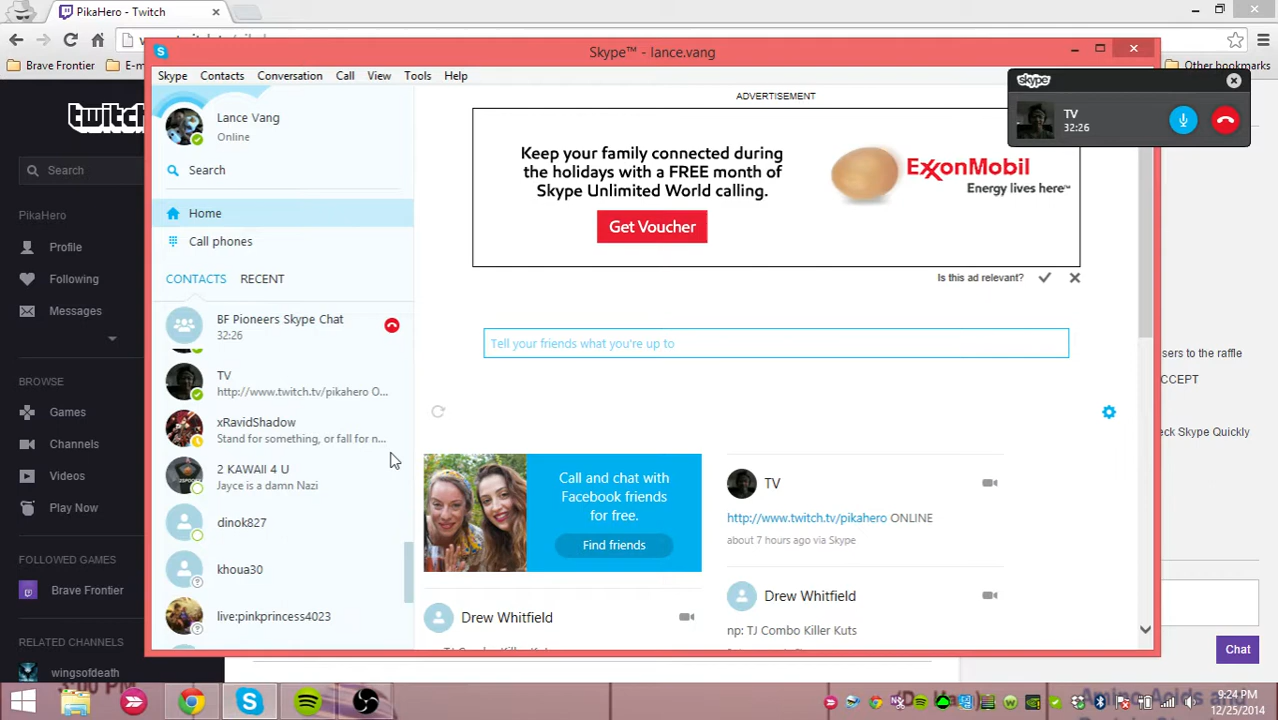 PikaHero - Twitch
Brave Frontier
Other bookmarks
Skype™ - lance.vang
Skype Contacts Conversation Call View Tools Help
twitch
Search
PikaHero
Profile
Following
Messages
BROWSE
Games
Channels
Videos
Play Now
FOLLOWED GAMES
Brave Frontier
RELATED CHANNELS
wingsofdeath
Lance Vang
Online
Search
Home
Call phones
CONTACTS RECENT
BF Pioneers Skype Chat
32:26
TV
http://www.twitch.tv/pikahero O...
xRavidShadow
Stand for something, or fall for n...
2 KAWAII 4 U
Jayce is a damn Nazi
dinok827
khoua30
live:pinkprincess4023
ADVERTISEMENT
Keep your family connected during
the holidays with a FREE month of
Skype Unlimited World calling.
Get Voucher
ExxonMobil
Energy lives here™
Is this ad relevant?
Tell your friends what you're up to
Call and chat with
Facebook friends
for free.
Find friends
Drew Whitfield
TV
http://www.twitch.tv/pikahero ONLINE
about 7 hours ago via Skype
Drew Whitfield
np: TJ Combo Killer Kuts
skype
TV
32:26
sers to the raffle
CCEPT
eck Skype Quickly
Chat
Amino Acids and
9:24 PM
12/25/2014